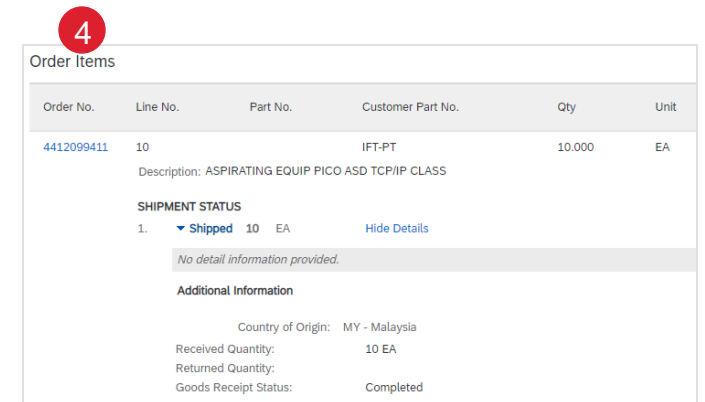 4
Order Items
Order No. Line No. Part No. Customer Part No. Qty Unit
4412099411 10 IFT-PT 10.000 EA
Description: ASPIRATING EQUIP PICO ASD TCP/IP CLASS
SHIPMENT STATUS
1. Shipped 10 EA Hide Details
No detail information provided.
Additional Information
Country of Origin: MY - Malaysia
Received Quantity: 10 EA
Returned Quantity:
Goods Receipt Status: Completed